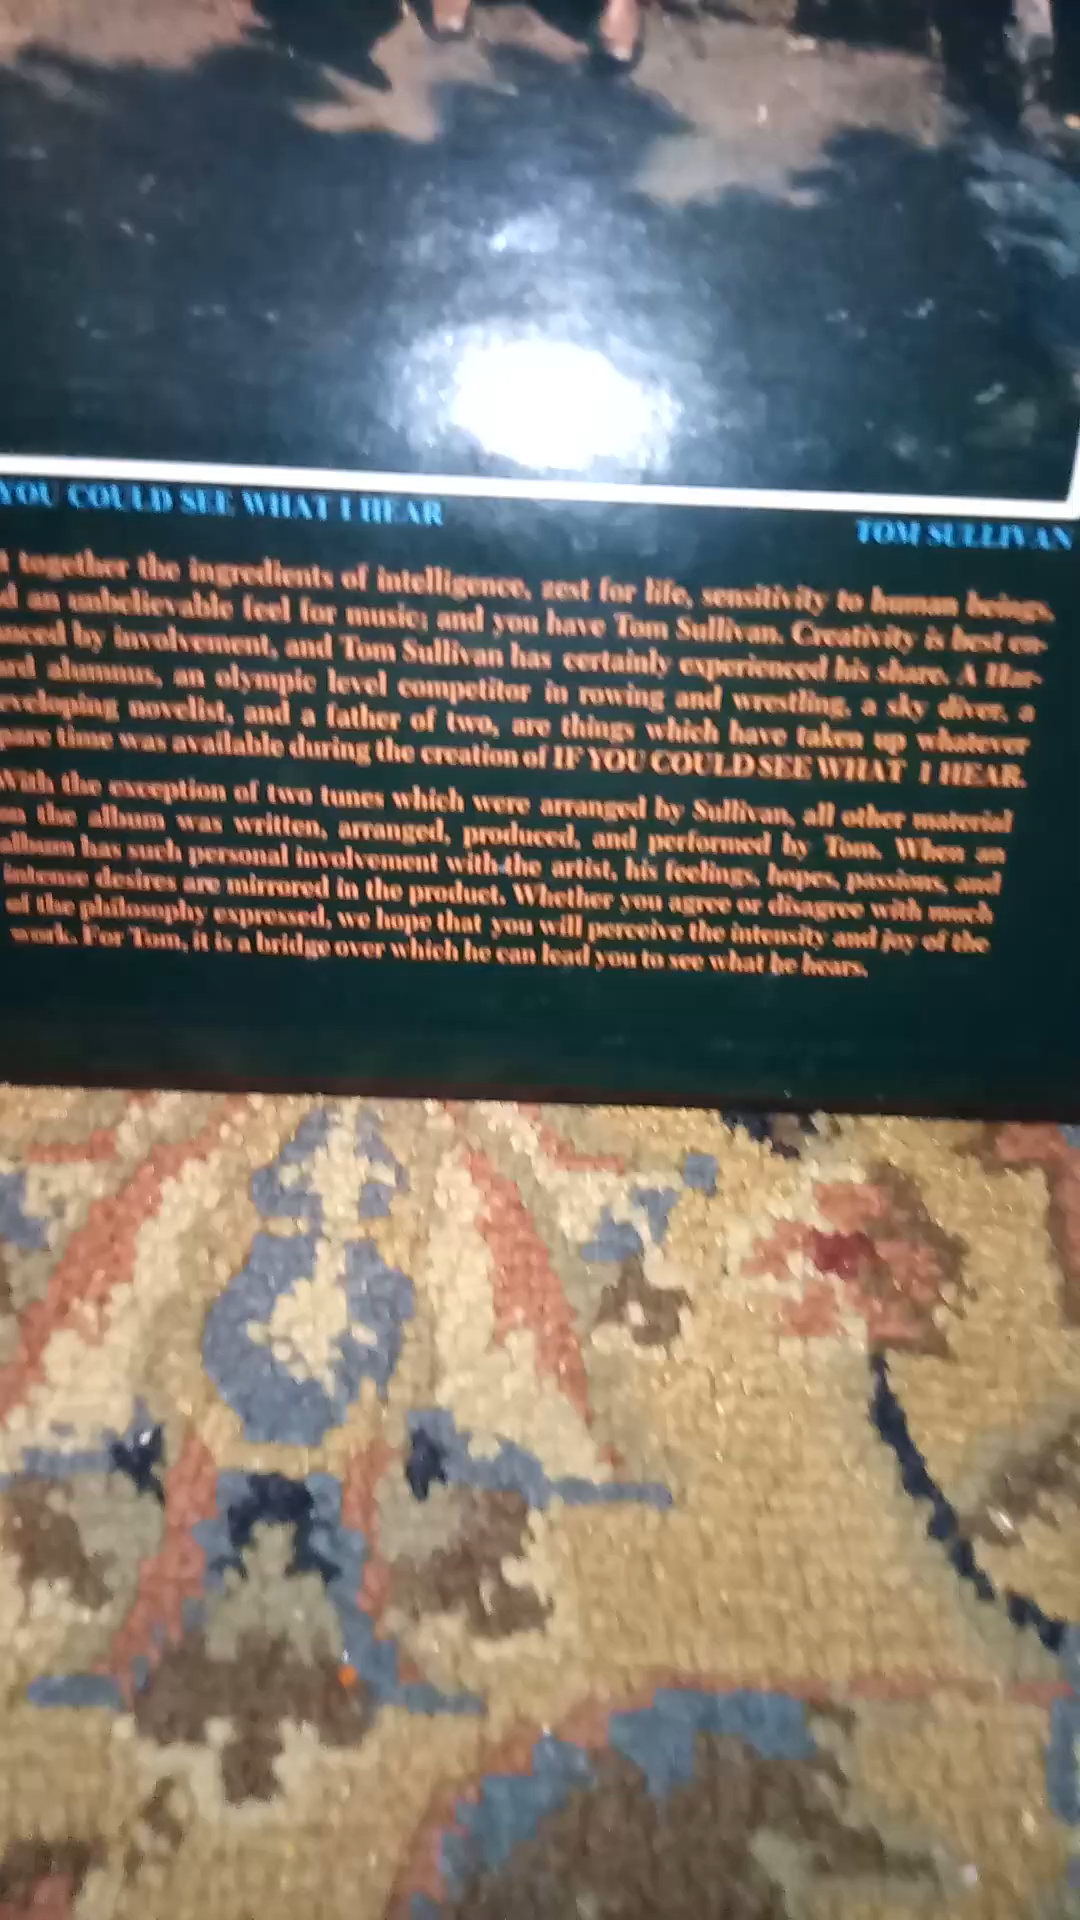 YOU COULD SEE WHAT I HEAR
TOM SULLIVAN
together the ingredients of intelligence, zest for life, sensitivity to human beings,
an unbelievable feel for music; and you have Tom Sullivan. Creativity is best en-
by involvement, and Tom Sullivan has certainly experienced his share. A Har-
alumnus, an olympic level competitor in rowing and wrestling, a sky diver, a
novelist, and a father of two, are things which have taken up whatever
time was available during the creation of IF YOU COULD SEE WHAT I HEAR.
With the exception of two tunes which were arranged by Sullivan, all other material
the album was written, arranged, produced, and performed by Tom. When an
album has such personal involvement with the artist, his feelings, hopes, passions, and
intense desires are mirrored in the product. Whether you agree or disagree with much
of the philosophy expressed, we hope that you will perceive the intensity and joy of the
work. For Tom, it is a bridge over which he can lead you to see what he hears.